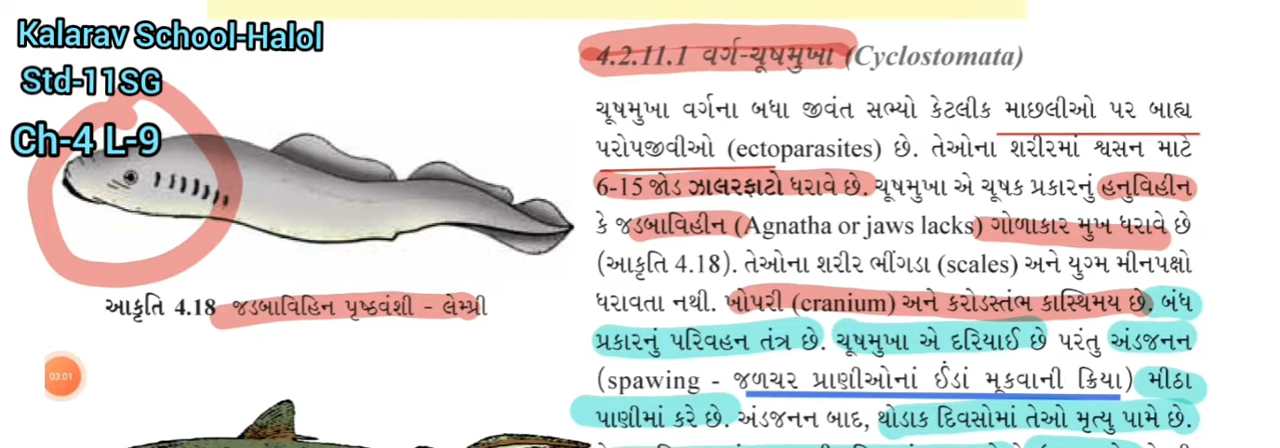 Kalarav School-Halol
Std-11SG
Ch-4 L-9
આકૃતિ 4.18 જડબાવિહિન પૃષ્ઠવંશી - લેમ્પ્રી
03:01
4.2.11.1 વર્ગ-ચૂષમુખા (Cyclostomata)
ચૂષમુખા વર્ગના બધા જીવંત સભ્યો કેટલીક માછલીઓ પર બાહ્ય
પરોપજીવીઓ (ectoparasites) છે. તેઓના શરીરમાં શ્વસન માટે
6-15 જોડ ઝાલરફાટો ધરાવે છે. ચૂષમુખા એ ચૂષક પ્રકારનું હનુવિહીન
કે જડબાવિહીન (Agnatha or jaws lacks) ગોળાકાર મુખ ધરાવે છે
(આકૃતિ 4.18). તેઓના શરીર ભીંગડા (scales) અને યુગ્મ મીનપક્ષો
ધરાવતા નથી. ખોપરી (cranium) અને કરોડસ્તંભ કાસ્થિમય છે. બંધ
પ્રકારનું પરિવહન તંત્ર છે. ચૂષમુખા એ દરિયાઈ છે પરંતુ અંડજનન
(spawing - જળચર પ્રાણીઓનાં ઈંડાં મૂકવાની ક્રિયા) મીઠા
પાણીમાં કરે છે. અંડજનન બાદ, થોડાક દિવસોમાં તેઓ મૃત્યુ પામે છે.